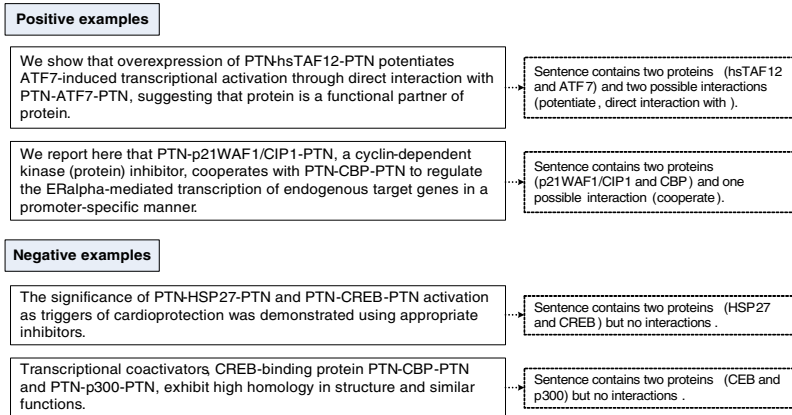 Positive examples
We show that overexpression of PTN-hsTAF12-PTN potentiates
ATF7-induced transcriptional activation through direct interaction with
PTN-ATF7-PTN, suggesting that protein is a functional partner of
protein.
Sentence contains two proteins (hsTAF12
and ATF7) and two possible interactions
(potentiate, direct interaction with ).
We report here that PTN-p21WAF1/CIP1-PTN, a cyclin-dependent
kinase (protein) inhibitor, cooperates with PTN-CBP-PTN to regulate
the ERalpha-mediated transcription of endogenous target genes in a
promoter-specific manner.
Sentence contains two proteins
(p21WAF1/CIP1 and CBP) and one
possible interaction (cooperate).
Negative examples
The significance of PTN-HSP27-PTN and PTN-CREB-PTN activation
as triggers of cardioprotection was demonstrated using appropriate
inhibitors.
Sentence contains two proteins (HSP27
and CREB) but no interactions .
Transcriptional coactivators, CREB-binding protein PTN-CBP-PTN
and PTN-p300-PTN, exhibit high homology in structure and similar
functions.
Sentence contains two proteins (CEB and
p300) but no interactions .